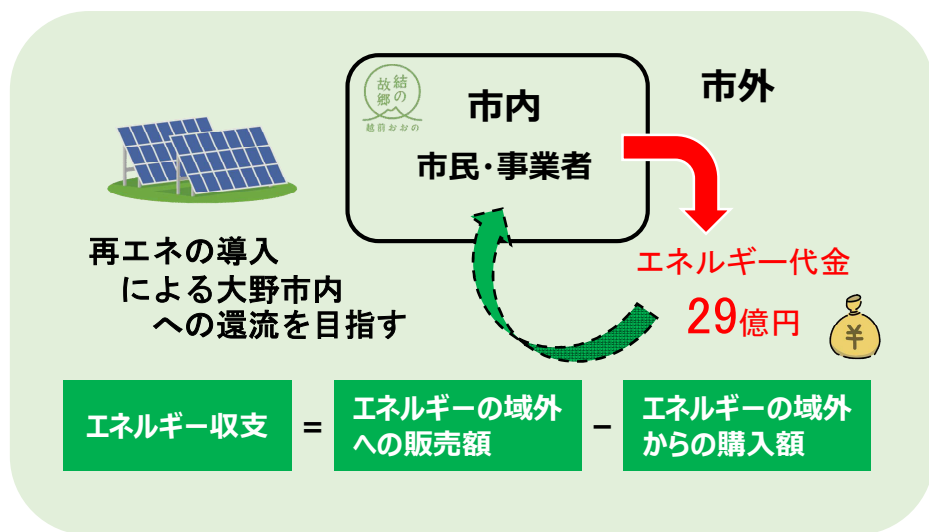 結の
故郷
越前おおの
市内
市民・事業者
市外
再エネの導入
による大野市内
への還流を目指す
エネルギー代金
29億円
¥
エネルギー収支
=
エネルギーの域外
への販売額
−
エネルギーの域外
からの購入額